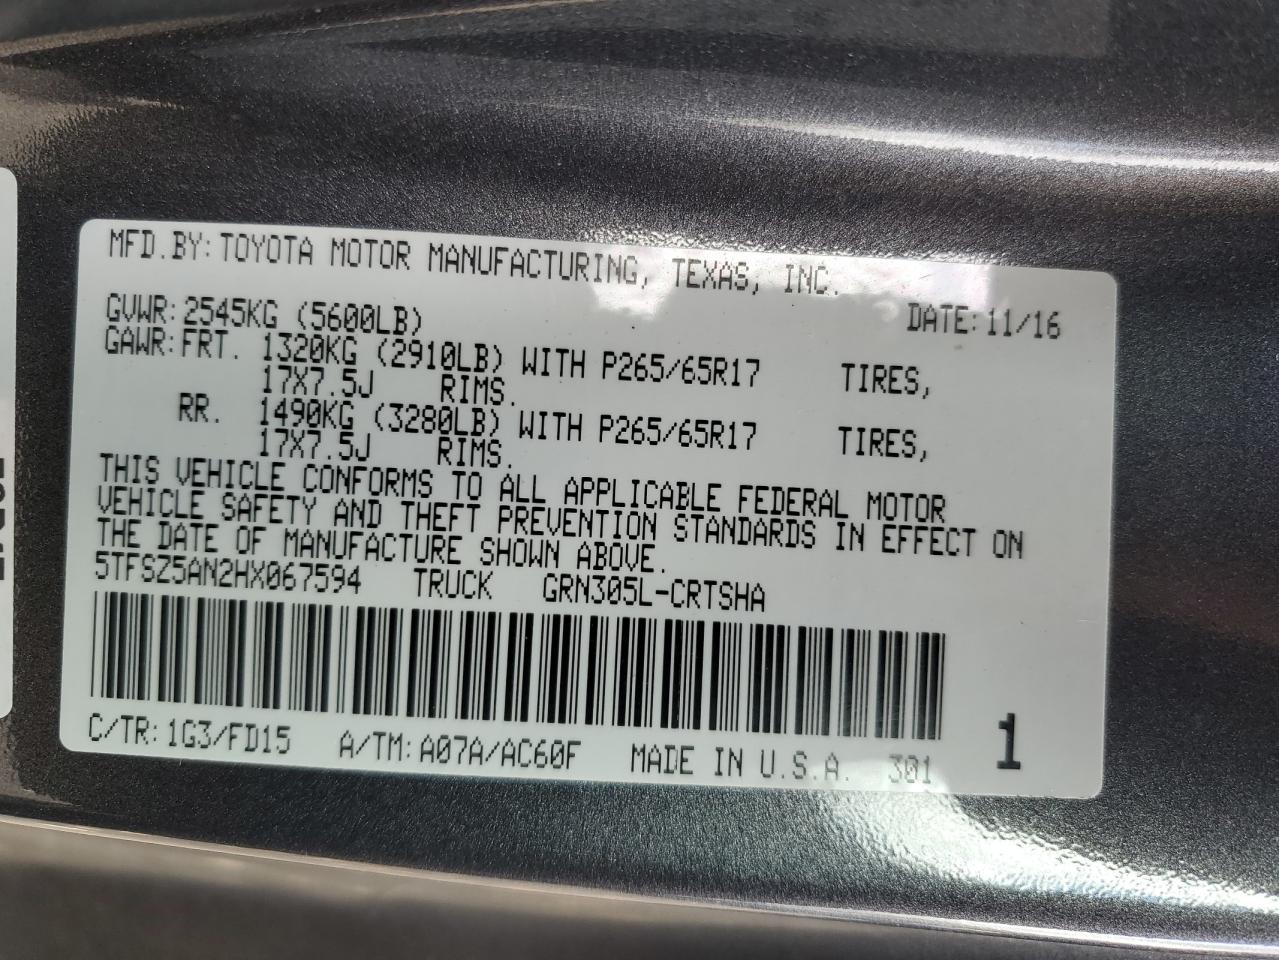 MFD.BY:TOYOTA MOTOR MANUFACTURING, TEXAS, INC.
GVWR:2545KG (5600LB) DATE:11/16
GAWR:FRT. 1320KG (2910LB) WITH P265/65R17 TIRES,
17X7.5J RIMS.
RR. 1490KG (3280LB) WITH P265/65R17 TIRES,
17X7.5J RIMS.
THIS VEHICLE CONFORMS TO ALL APPLICABLE FEDERAL MOTOR
VEHICLE SAFETY AND THEFT PREVENTION STANDARDS IN EFFECT ON
THE DATE OF MANUFACTURE SHOWN ABOVE.
5TFSZ5AN2HX067594 TRUCK GRN305L-CRTSHA
C/TR:1G3/FD15 A/TM:A07A/AC60F MADE IN U.S.A. 301
1